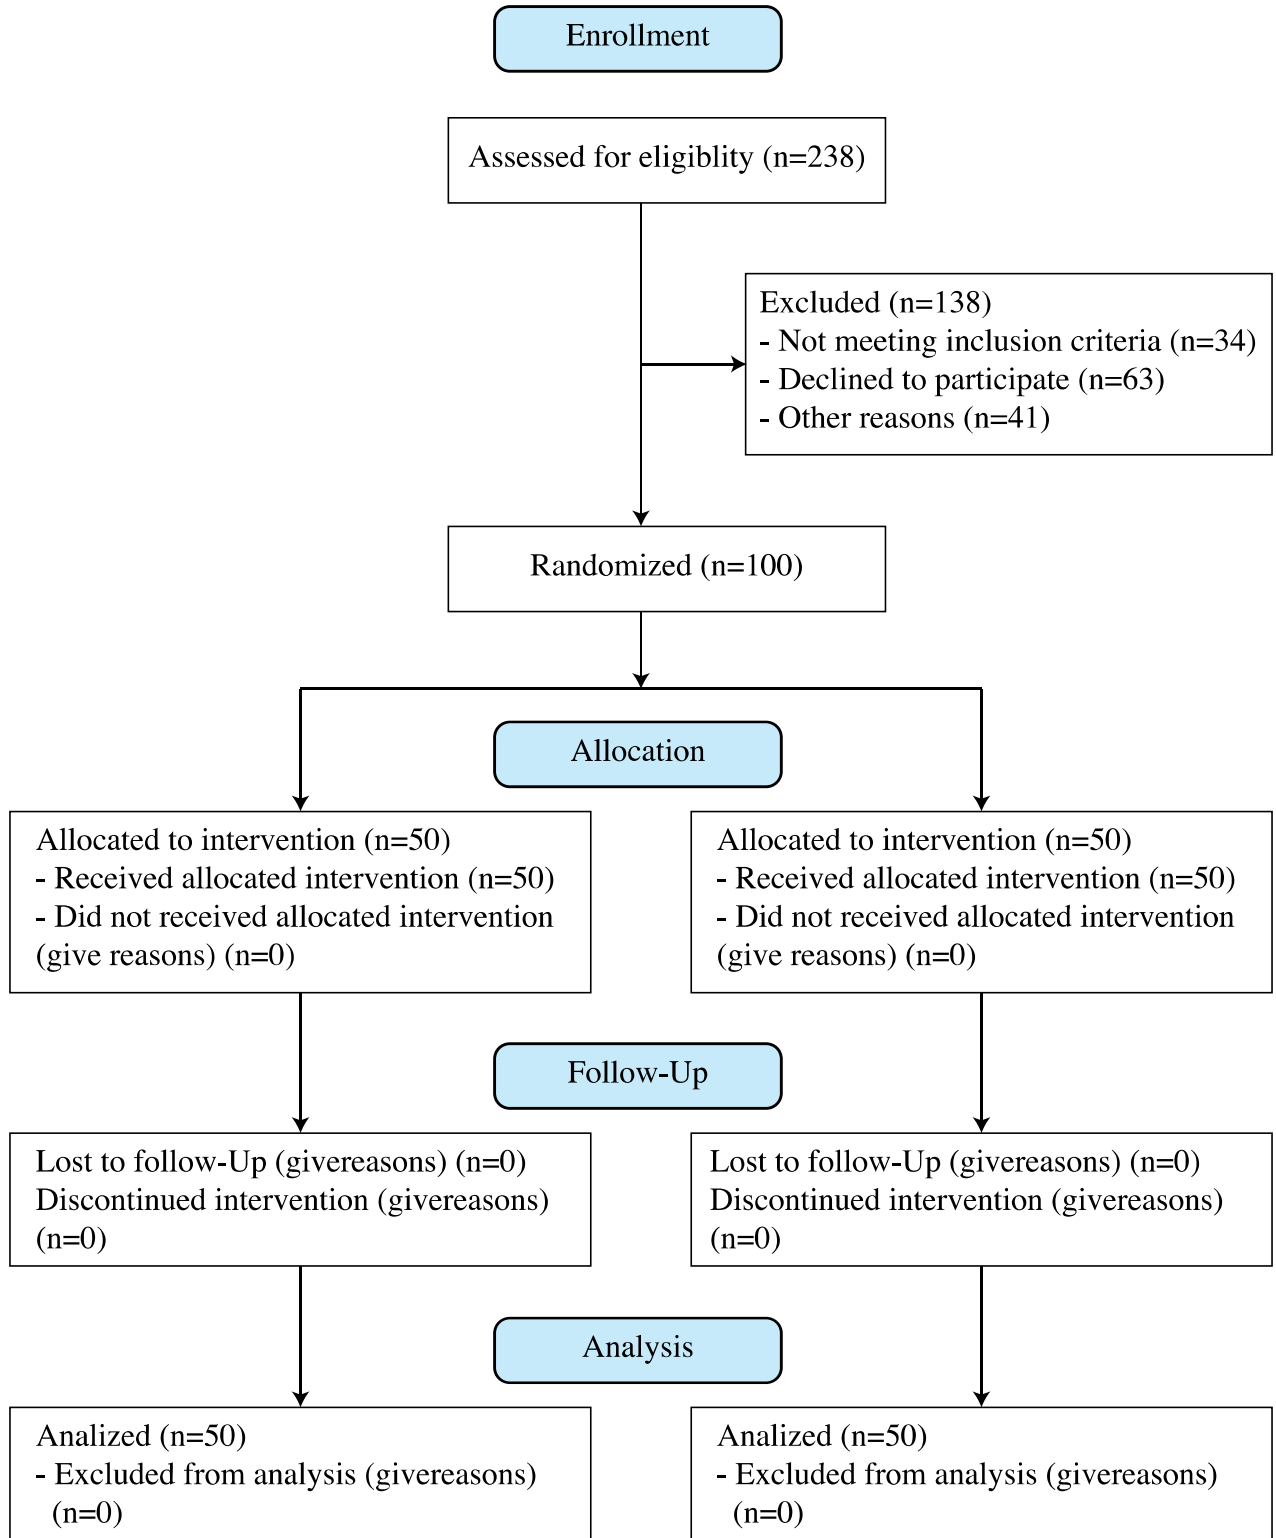 Enrollment
Assessed for eligiblity (n=238)
Excluded (n=138)
- Not meeting inclusion criteria (n=34)
- Declined to participate (n=63)
- Other reasons (n=41)
Randomized (n=100)
Allocation
Allocated to intervention (n=50)
- Received allocated intervention (n=50)
- Did not received allocated intervention
(give reasons) (n=0)
Allocated to intervention (n=50)
- Received allocated intervention (n=50)
- Did not received allocated intervention
(give reasons) (n=0)
Follow-Up
Lost to follow-Up (givereasons) (n=0)
Discontinued intervention (givereasons)
(n=0)
Lost to follow-Up (givereasons) (n=0)
Discontinued intervention (givereasons)
(n=0)
Analysis
Analized (n=50)
- Excluded from analysis (givereasons)
(n=0)
Analized (n=50)
- Excluded from analysis (givereasons)
(n=0)